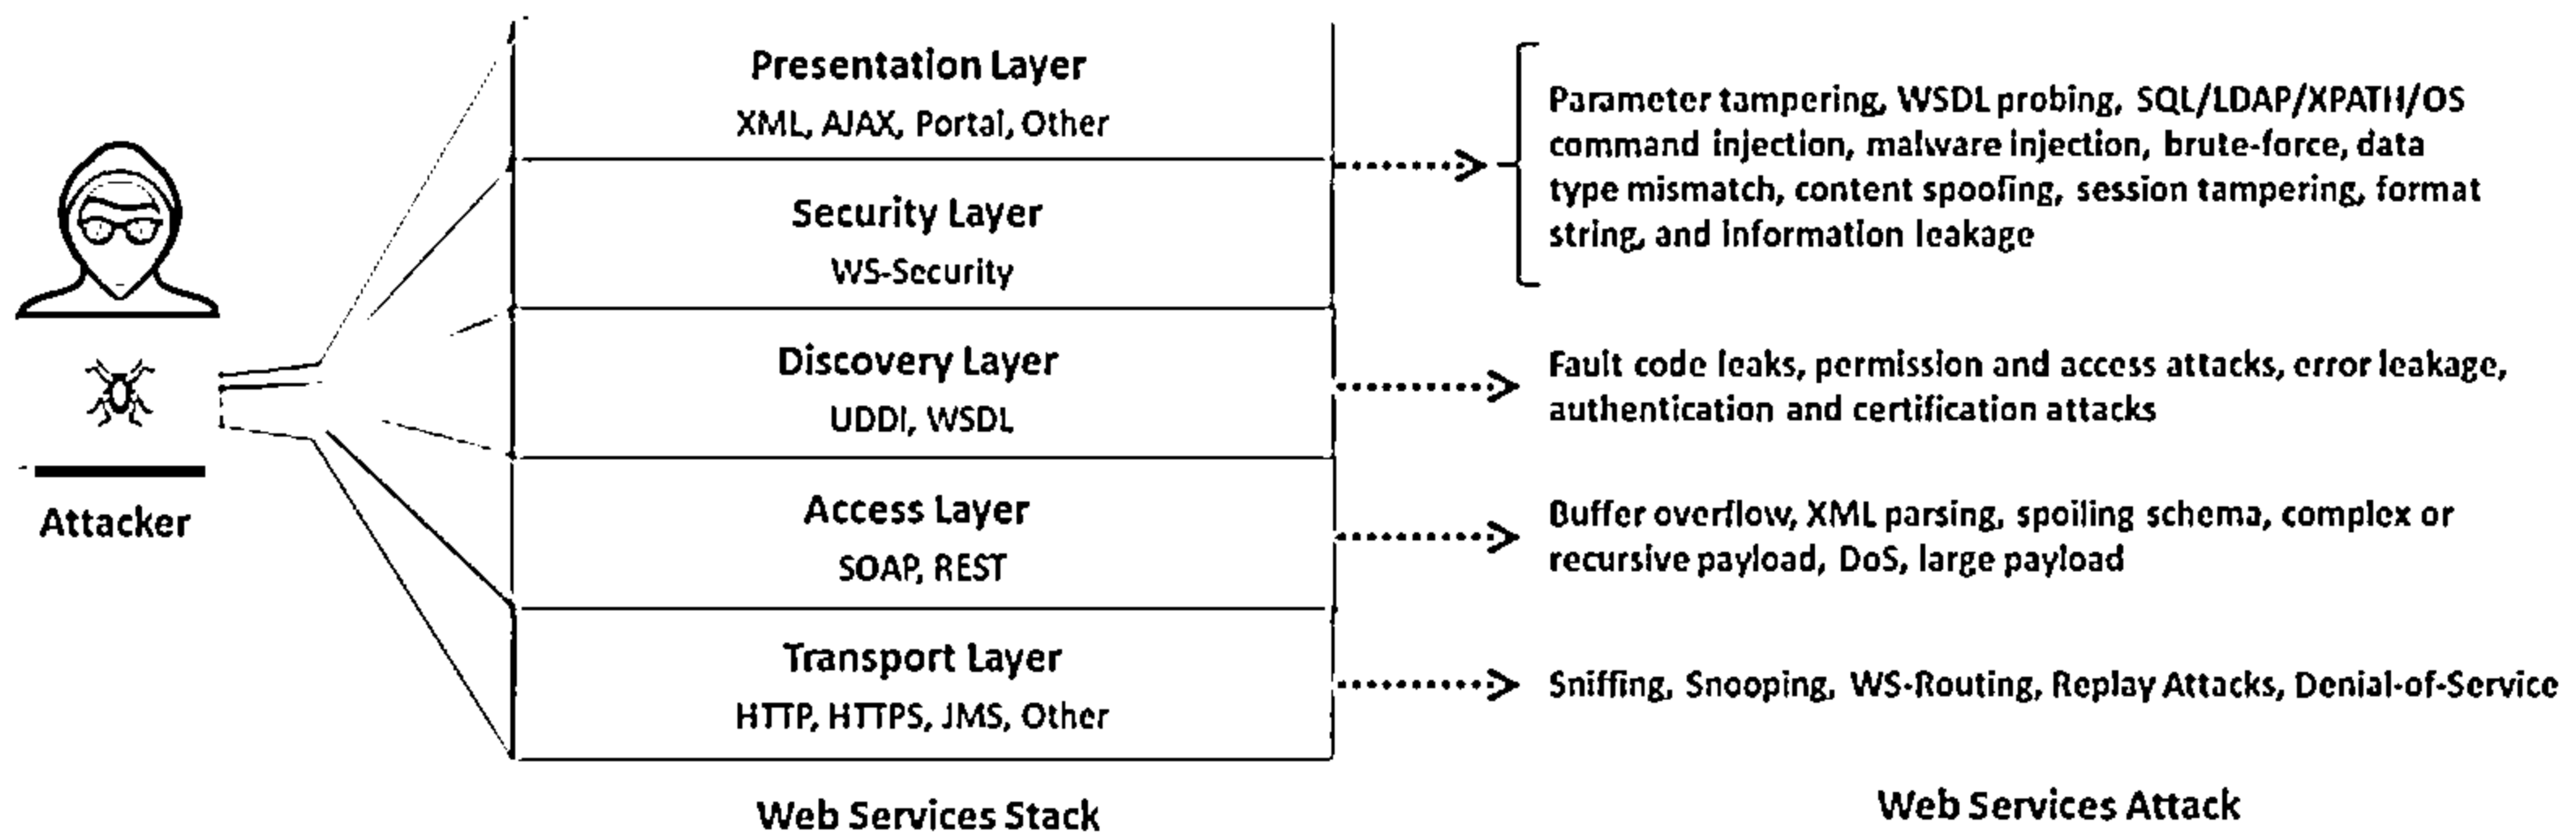 Presentation Layer
XML, AJAX, Portal, Other
Security Layer
WS-Security
Discovery Layer
UDDI, WSDL
Access Layer
SOAP, REST
Transport Layer
HTTP, HTTPS, JMS, Other
Web Services Stack
Attacker
Parameter tampering, WSDL probing, SQL/LDAP/XPATH/OS
command injection, malware injection, brute-force, data
type mismatch, content spoofing, session tampering, format
string, and information leakage
Fault code leaks, permission and access attacks, error leakage,
authentication and certification attacks
Buffer overflow, XML parsing, spoiling schema, complex or
recursive payload, DoS, large payload
Sniffing, Snooping, WS-Routing, Replay Attacks, Denial-of-Service
Web Services Attack